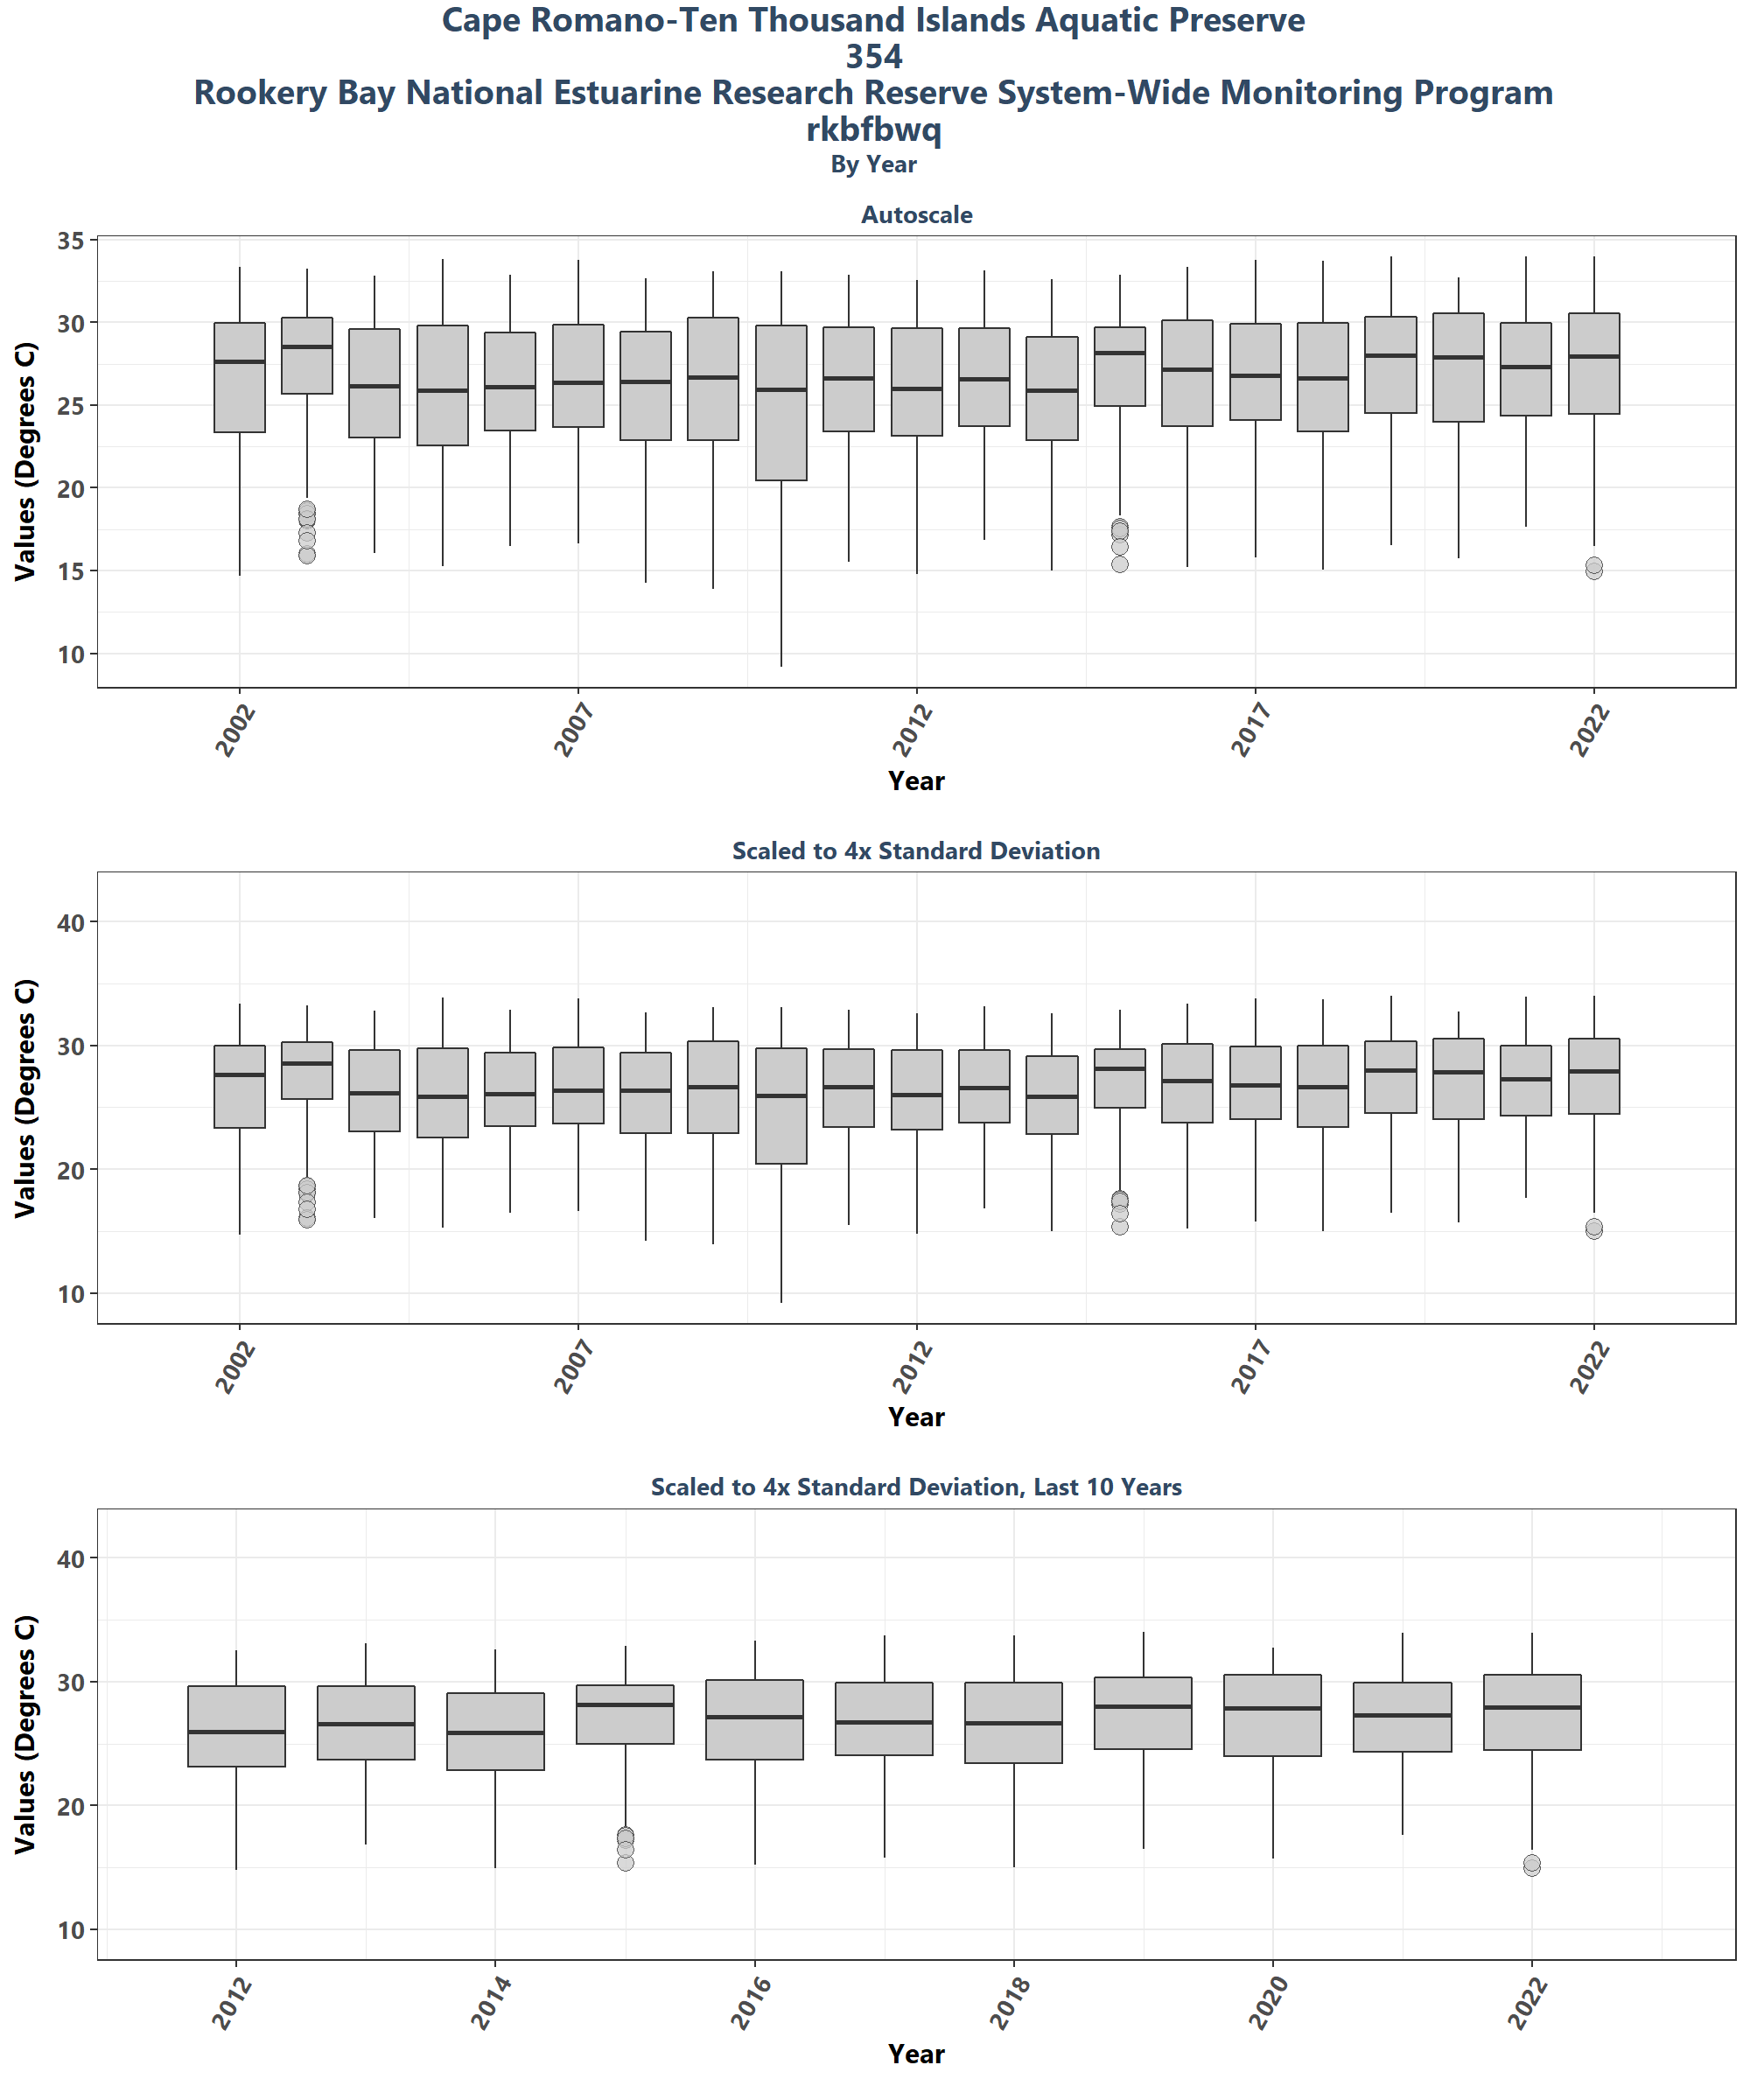 Cape Romano-Ten Thousand Islands Aquatic Preserve
354
Rookery Bay National Estuarine Research Reserve System-Wide Monitoring Program
rkbfbwq
By Year
Autoscale
Values (Degrees C)
35
30
25
20
15
10
2002 2007 2012 2017 2022
Year
Scaled to 4x Standard Deviation
Values (Degrees C)
40
30
20
10
2002 2007 2012 2017 2022
Year
Scaled to 4x Standard Deviation, Last 10 Years
Values (Degrees C)
40
30
20
10
2012 2014 2016 2018 2020 2022
Year